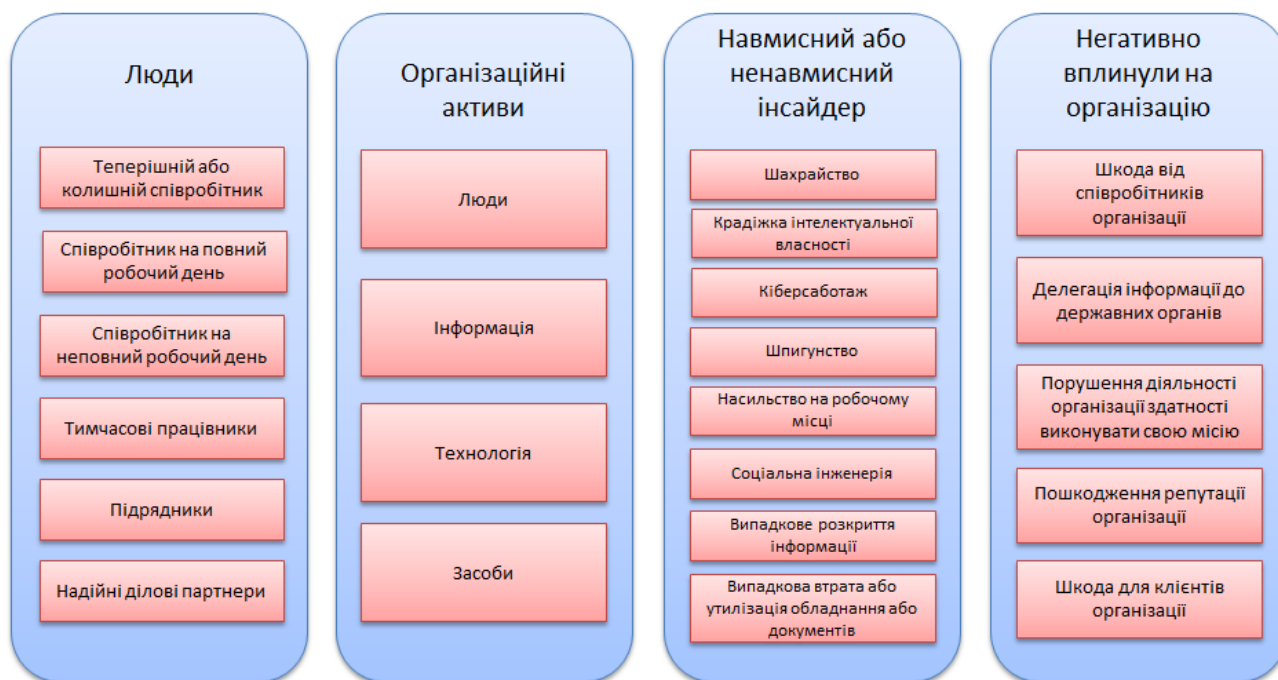 Люди
Теперішній або
колишній співробітник
Співробітник на повний
робочий день
Співробітник на
неповний робочий день
Тимчасові працівники
Підрядники
Надійні ділові партнери
Організаційні
активи
Люди
Інформація
Технологія
Засоби
Навмисний або
ненавмисний
інсайдер
Шахрайство
Крадіжка інтелектуальної
власності
Кіберсаботаж
Шпигунство
Насильство на робочому
місці
Соціальна інженерія
Випадкове розкриття
інформації
Випадкова втрата або
утилізація обладнання або
документів
Негативно
вплинули на
організацію
Шкода від
співробітників
організації
Делегація інформації до
державних органів
Порушення діяльності
організації здатності
виконувати свою місію
Пошкодження репутації
організації
Шкода для клієнтів
організації